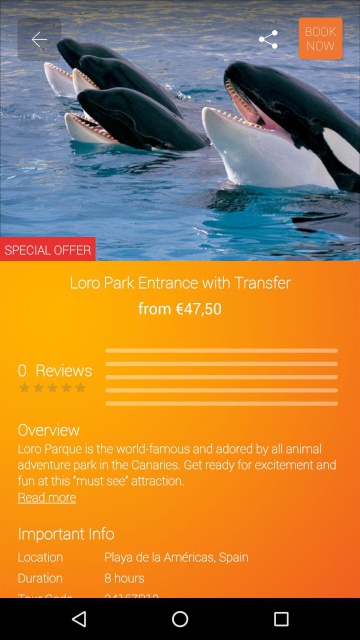 BOOK
NOW
SPECIAL OFFER
Loro Park Entrance with Transfer
from €47,50
0 Reviews
Overview
Loro Parque is the world-famous and adored by all animal
adventure park in the Canaries. Get ready for excitement and
fun at this "must see" attraction.
Read more
Important Info
Location Playa de la Américas, Spain
Duration 8 hours
Tour Code